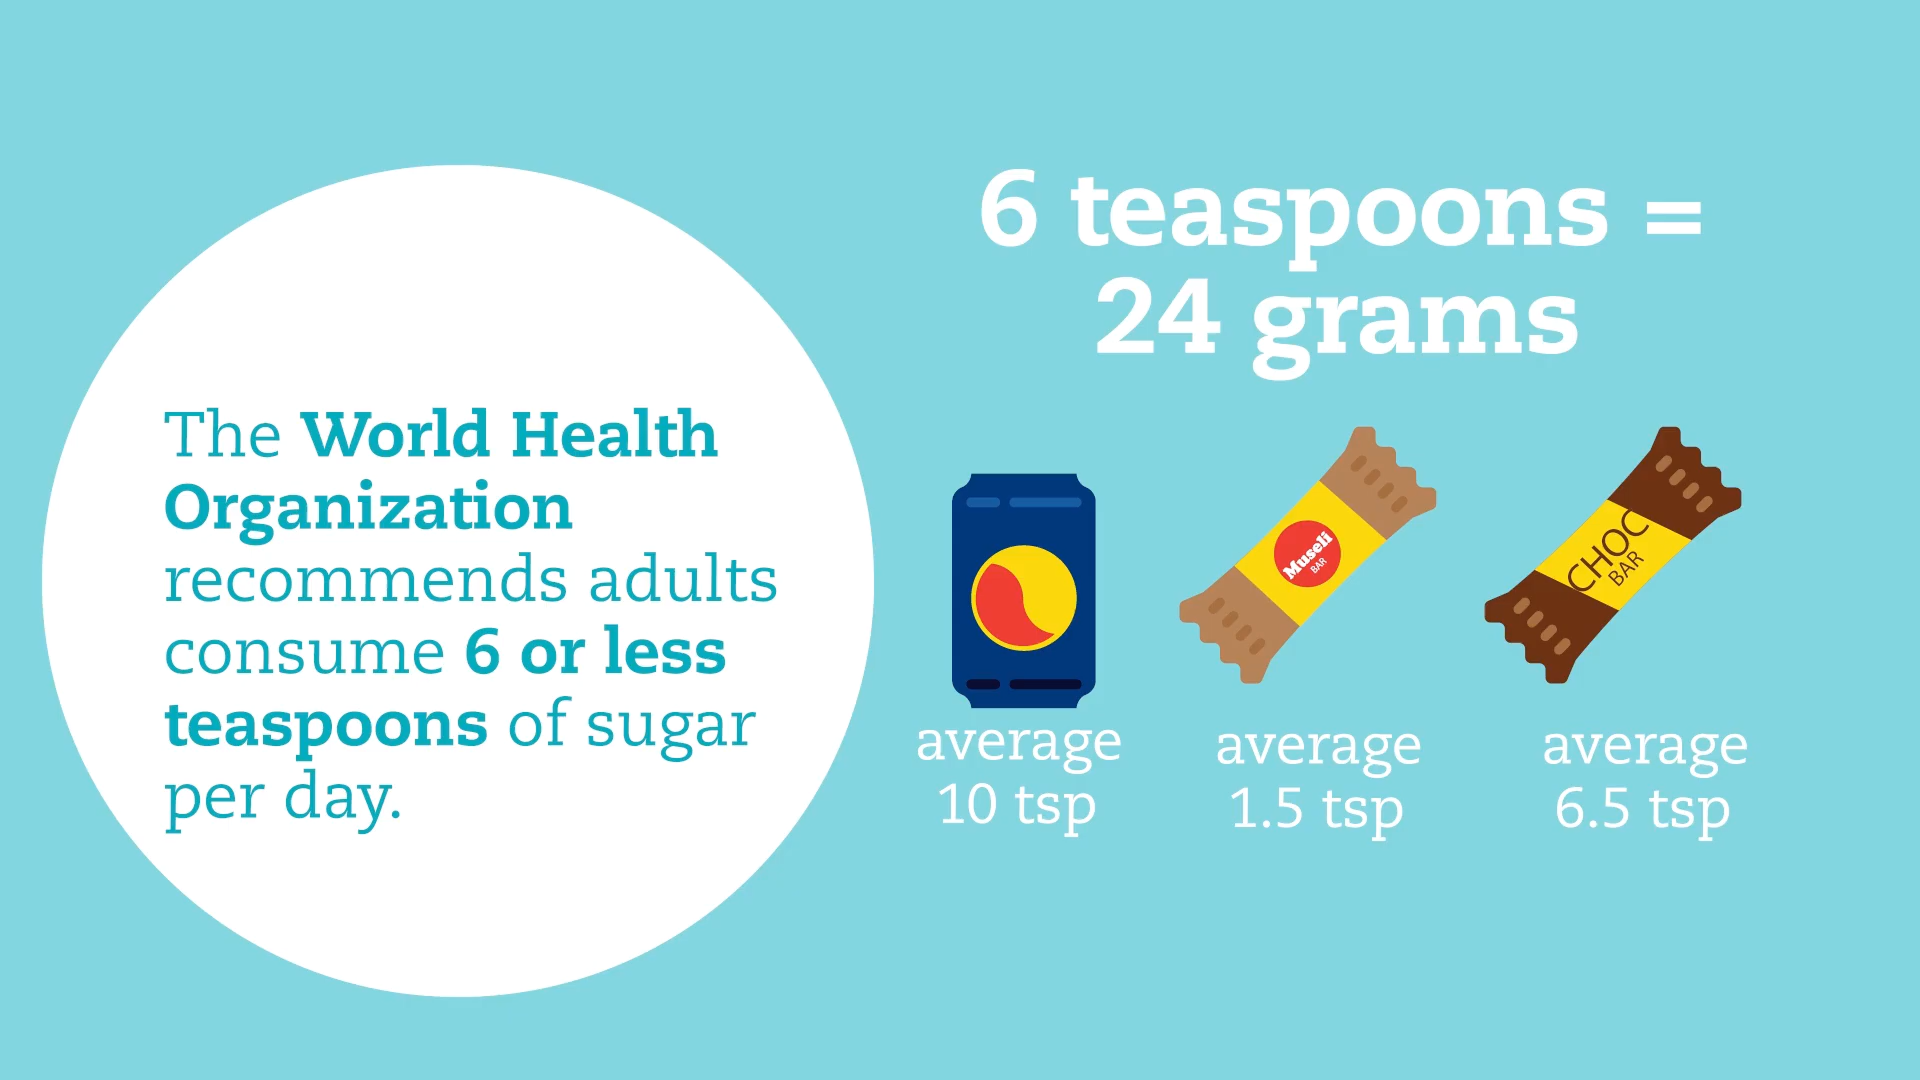 The World Health
Organization
recommends adults
consume 6 or less
teaspoons of sugar
per day.
6 teaspoons =
24 grams
Museli
BAR
CHOC
BAR
average
10 tsp
average
1.5 tsp
average
6.5 tsp